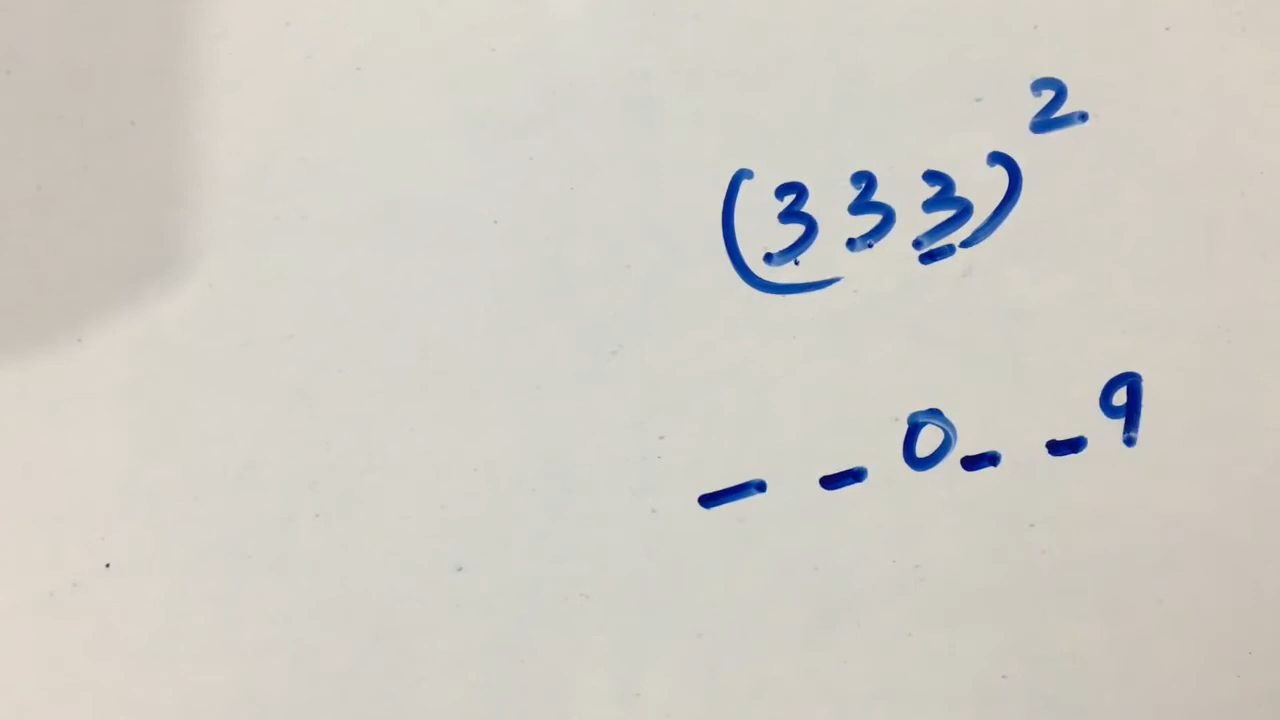 (333)²
_ _ 0 _ _ 9